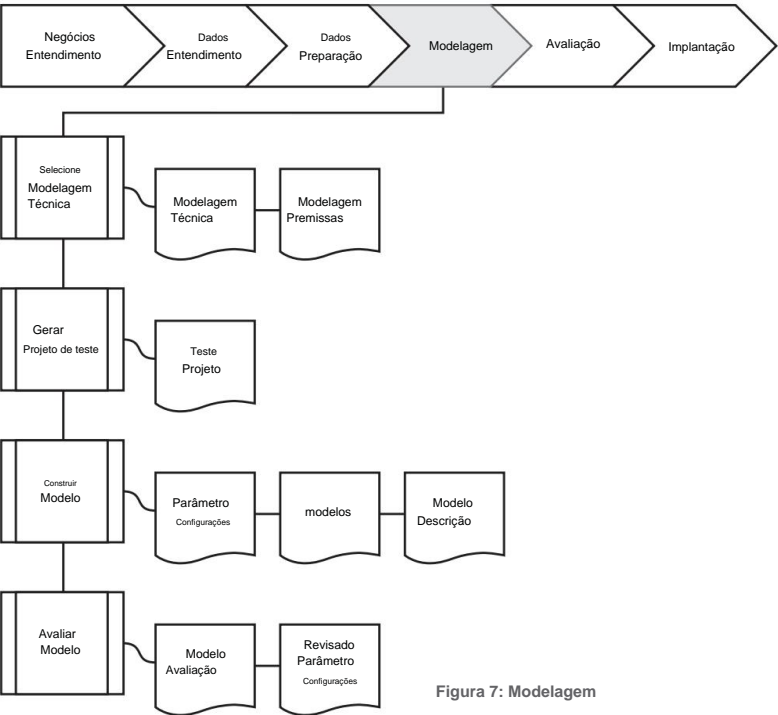 Negócios
Entendimento
Dados
Entendimento
Dados
Preparação
Modelagem
Avaliação
Implantação
Selecione
Modelagem
Técnica
Modelagem
Técnica
Modelagem
Premissas
Gerar
Projeto de teste
Teste
Projeto
Construir
Modelo
Parâmetro
Configurações
modelos
Modelo
Descrição
Avaliar
Modelo
Modelo
Avaliação
Revisado
Parâmetro
Configurações
Figura 7: Modelagem